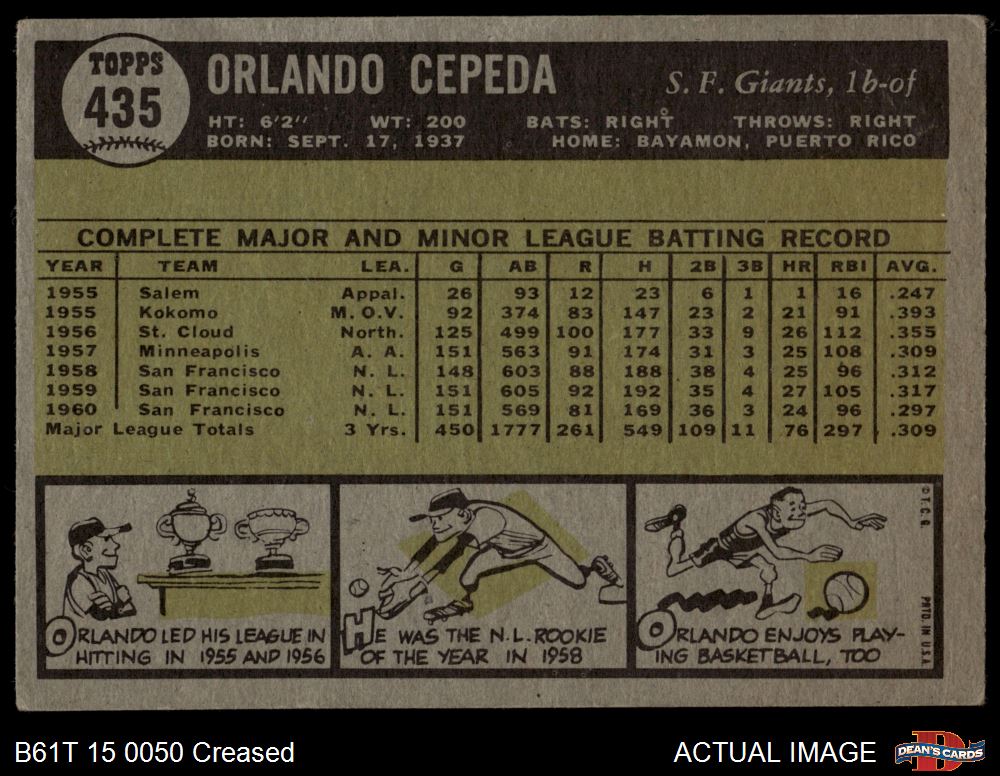 TOPPS
435
ORLANDO CEPEDA
S. F. Giants, 1b-of
HT: 6'2" WT: 200 BATS: RIGHT THROWS: RIGHT
BORN: SEPT. 17, 1937 HOME: BAYAMON, PUERTO RICO
COMPLETE MAJOR AND MINOR LEAGUE BATTING RECORD
YEAR TEAM LEA. G AB R H 2B 3B HR RBI AVG.
1955 Salem Appal. 26 93 12 23 6 1 1 16 .247
1955 Kokomo M. O. V. 92 374 83 147 23 2 21 91 .393
1956 St. Cloud North. 125 499 100 177 33 9 26 112 .355
1957 Minneapolis A. A. 151 563 91 174 31 3 25 108 .309
1958 San Francisco N. L. 148 603 88 188 38 4 25 96 .312
1959 San Francisco N. L. 151 605 92 192 35 4 27 105 .317
1960 San Francisco N. L. 151 569 81 169 36 3 24 96 .297
Major League Totals 3 Yrs. 450 1777 261 549 109 11 76 297 .309
ORLANDO LED HIS LEAGUE IN
HITTING IN 1955 AND 1956
HE WAS THE N.L. ROOKIE
OF THE YEAR IN 1958
ORLANDO ENJOYS PLAY-
ING BASKETBALL, TOO
© T. C. G.
PRTD. IN U.S.A.
B61T 15 0050 Creased
ACTUAL IMAGE
DEAN'S CARDS